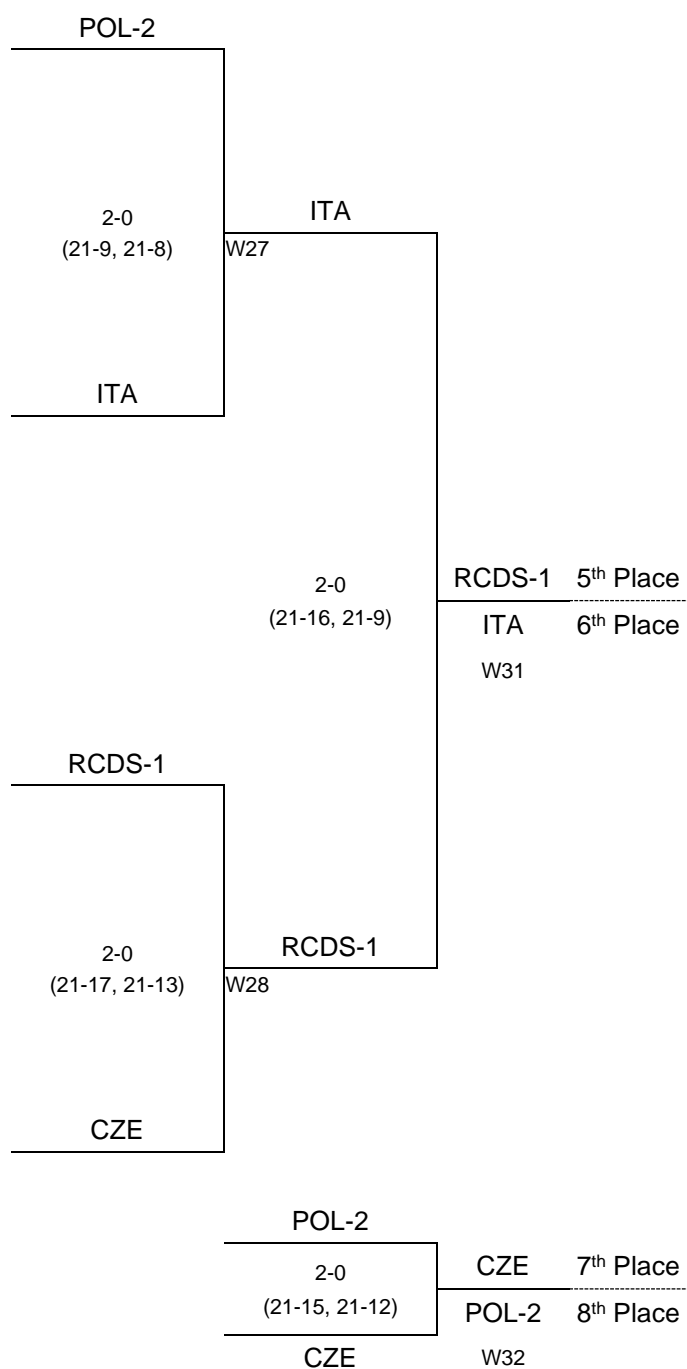 POL-2
2-0
(21-9, 21-8)
ITA
W27
ITA
2-0
(21-16, 21-9)
RCDS-1 5th Place
ITA 6th Place
W31
RCDS-1
2-0
(21-17, 21-13)
RCDS-1
W28
CZE
POL-2
2-0
(21-15, 21-12)
CZE 7th Place
POL-2 8th Place
CZE
W32